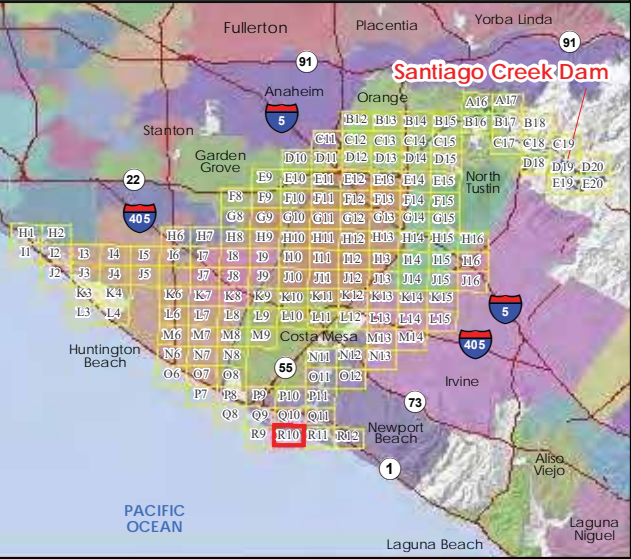 Fullerton
Placentia
Yorba Linda
91
91
Santiago Creek Dam
Anaheim
Orange
A16 A17
5
B12 B13 B14 B15 B16 B17 B18
Stanton
C11 C12 C13 C14 C15 C17 C18 C19
Garden
Grove
D10 D11 D12 D13 D14 D15 D18 D19 D20
22
E9 E10 E11 E12 E13 E14 E15 E19 E20
North
Tustin
405
F8 F9 F10 F11 F12 F13 F14 F15
G8 G9 G10 G11 G12 G13 G14 G15
H1 H2 H6 H7 H8 H9 H10 H11 H12 H13 H14 H15 H16
I1 I2 I3 I4 I5 I6 I7 I8 I9 I10 I11 I12 I13 I14 I15 I16
J2 J3 J4 J5 J7 J8 J9 J10 J11 J12 J13 J14 J15 J16
K3 K4 K6 K7 K8 K9 K10 K11 K12 K13 K14 K15
5
L3 L4 L6 L7 L8 L9 L10 L11 L12 L13 L14 L15
M6 M7 M8 M9 M13 M14
Costa Mesa
405
Huntington
Beach
N6 N7 N8 N11 N12 N13
55
O6 O7 O8 O11 O12
Irvine
P7 P8 P9 P10 P11
73
Q8 Q9 Q10 Q11
Newport
Beach
R9 R10 R11 R12
1
Aliso
Viejo
PACIFIC
OCEAN
Laguna
Niguel
Laguna Beach